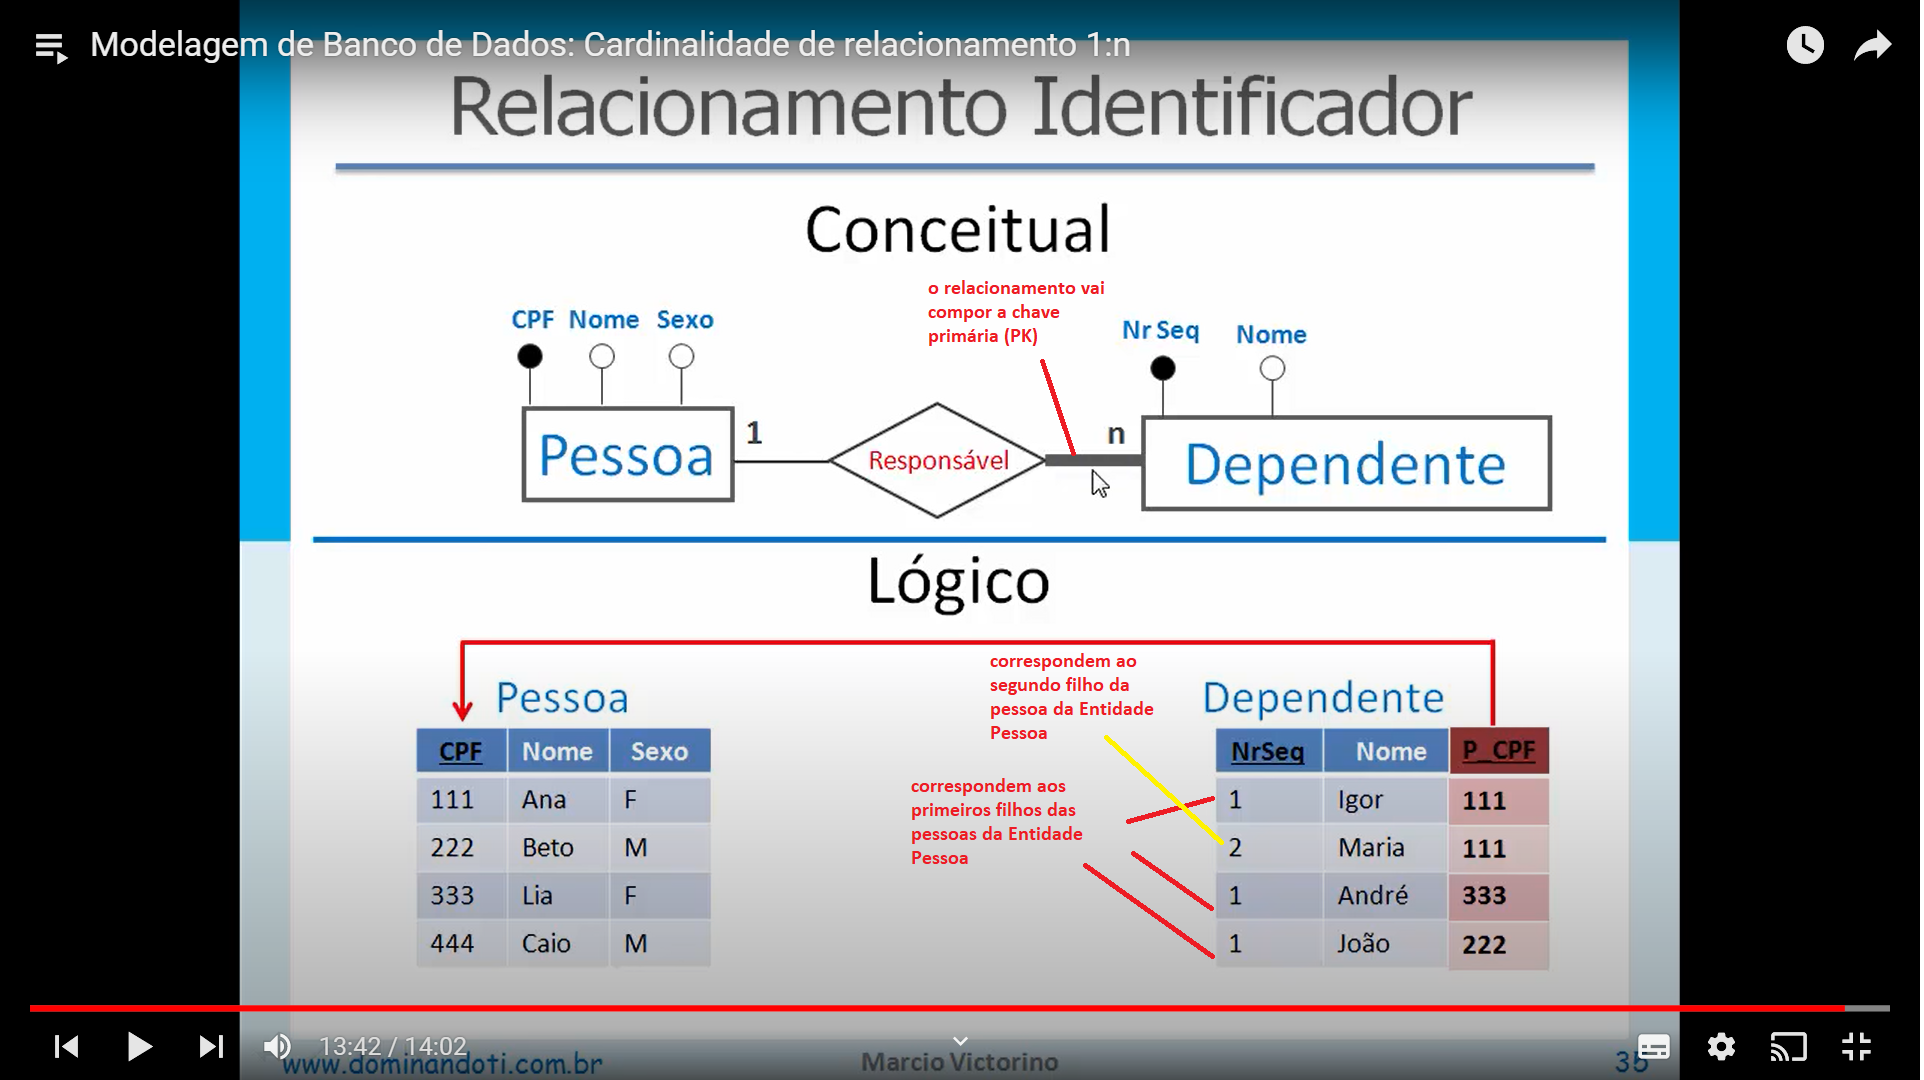 Modelagem de Banco de Dados: Cardinalidade de relacionamento 1:n
Relacionamento Identificador
Conceitual
o relacionamento vai
compor a chave
primária (PK)
CPF Nome Sexo
Nr Seq Nome
Pessoa
1
Responsável
n
Dependente
Lógico
correspondem ao
segundo filho da
pessoa da Entidade
Pessoa
correspondem aos
primeiros filhos das
pessoas da Entidade
Pessoa
Pessoa
CPF Nome Sexo
111 Ana F
222 Beto M
333 Lia F
444 Caio M
Dependente
NrSeq Nome P_CPF
1 Igor 111
2 Maria 111
1 André 333
1 João 222
13:42 / 14:02
www.dominandoti.com.br
Marcio Victorino
35